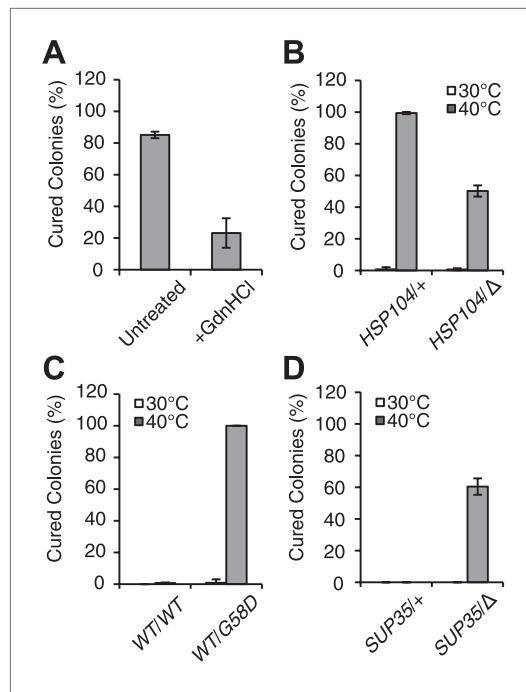 A
Cured Colonies (%)
120
100
80
60
40
20
0
Untreated
+GdnHCl
B
Cured Colonies (%)
120
100
80
60
40
20
0
30°C
40°C
HSP104/+
HSP104/Δ
C
Cured Colonies (%)
120
100
80
60
40
20
0
30°C
40°C
WT/WT
WT/G58D
D
Cured Colonies (%)
120
100
80
60
40
20
0
30°C
40°C
SUP35/+
SUP35/Δ